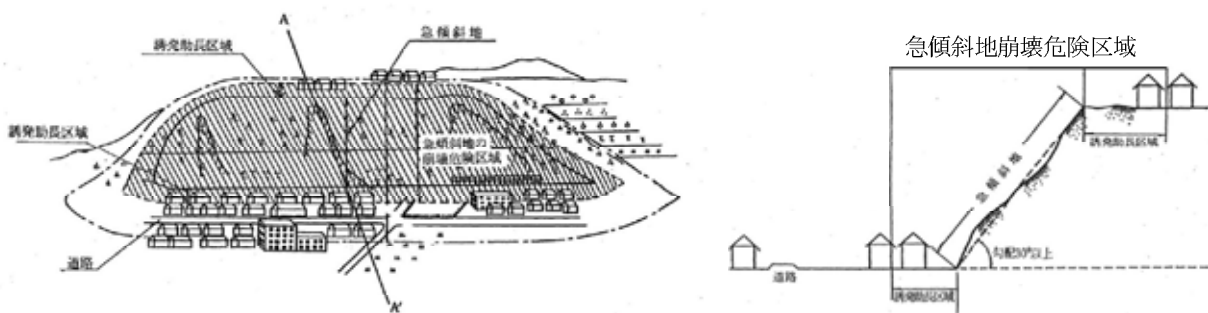 A
誘発助長区域
急傾斜地
誘発助長区域
急傾斜地の
崩壊危険区域
道路
A'
急傾斜地崩壊危険区域
誘発助長区域
急傾斜地
勾配30°以上
道路
誘発助長区域